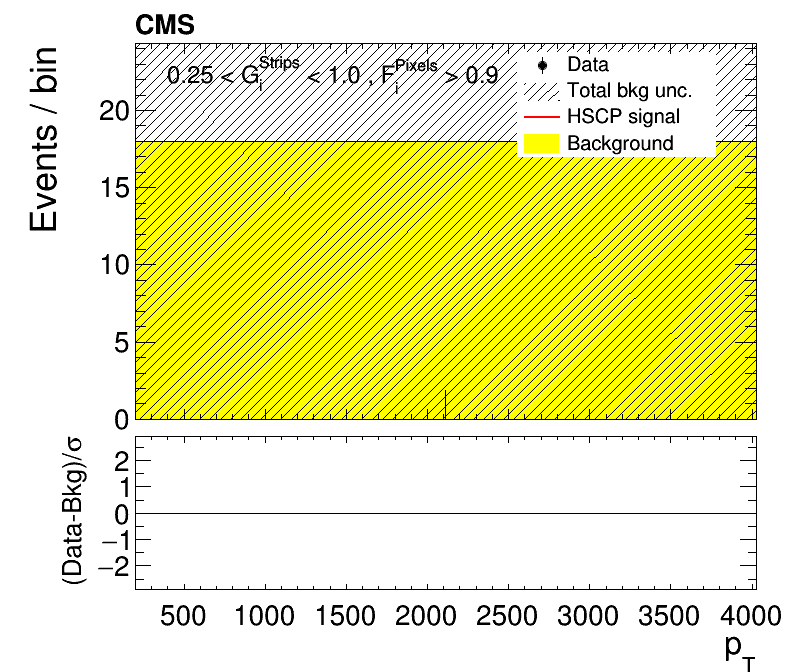 CMS
Events / bin
0.25 < G_i^Strips < 1.0 , F_i^Pixels > 0.9
Data
Total bkg unc.
HSCP signal
Background
20
15
10
5
0
(Data-Bkg)/σ
2
1
0
−1
−2
500 1000 1500 2000 2500 3000 3500 4000
p_T